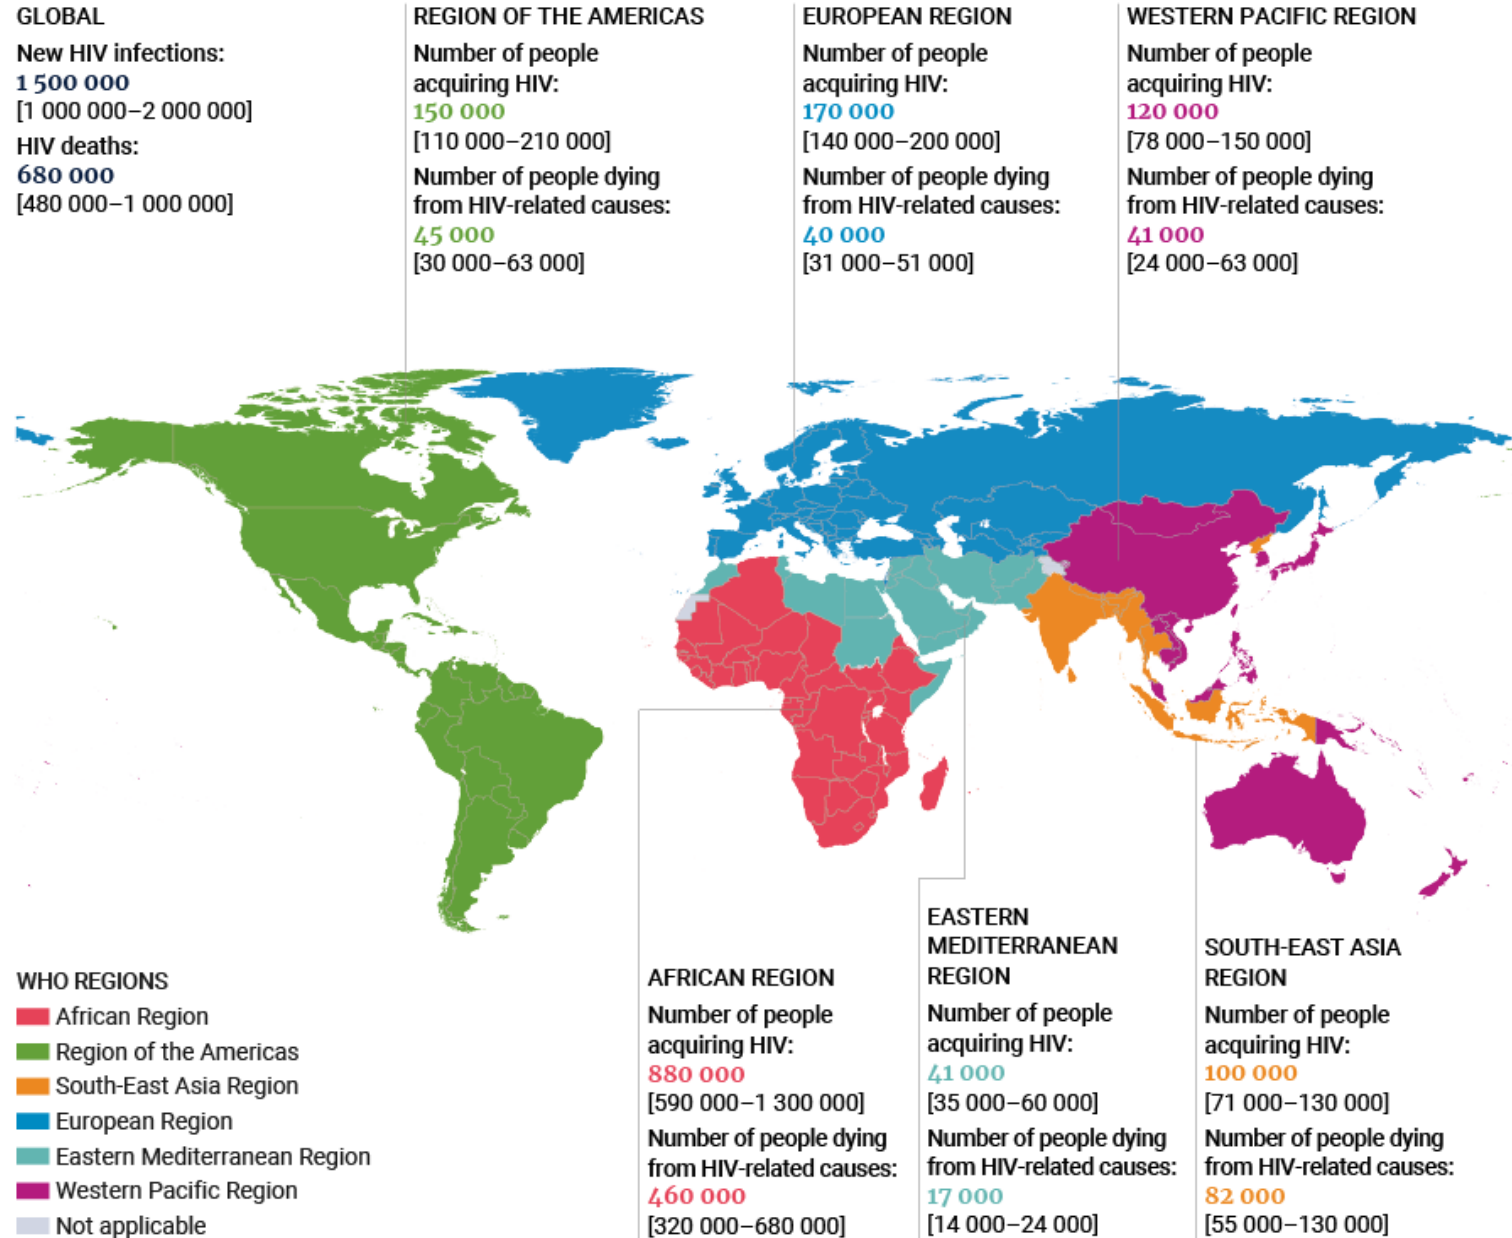 GLOBAL
New HIV infections:
1 500 000
[1 000 000–2 000 000]
HIV deaths:
680 000
[480 000–1 000 000]
REGION OF THE AMERICAS
Number of people
acquiring HIV:
150 000
[110 000–210 000]
Number of people dying
from HIV-related causes:
45 000
[30 000–63 000]
EUROPEAN REGION
Number of people
acquiring HIV:
170 000
[140 000–200 000]
Number of people dying
from HIV-related causes:
40 000
[31 000–51 000]
WESTERN PACIFIC REGION
Number of people
acquiring HIV:
120 000
[78 000–150 000]
Number of people dying
from HIV-related causes:
41 000
[24 000–63 000]
WHO REGIONS
African Region
Region of the Americas
South-East Asia Region
European Region
Eastern Mediterranean Region
Western Pacific Region
Not applicable
AFRICAN REGION
Number of people
acquiring HIV:
880 000
[590 000–1 300 000]
Number of people dying
from HIV-related causes:
460 000
[320 000–680 000]
EASTERN
MEDITERRANEAN
REGION
Number of people
acquiring HIV:
41 000
[35 000–60 000]
Number of people dying
from HIV-related causes:
17 000
[14 000–24 000]
SOUTH-EAST ASIA
REGION
Number of people
acquiring HIV:
100 000
[71 000–130 000]
Number of people dying
from HIV-related causes:
82 000
[55 000–130 000]